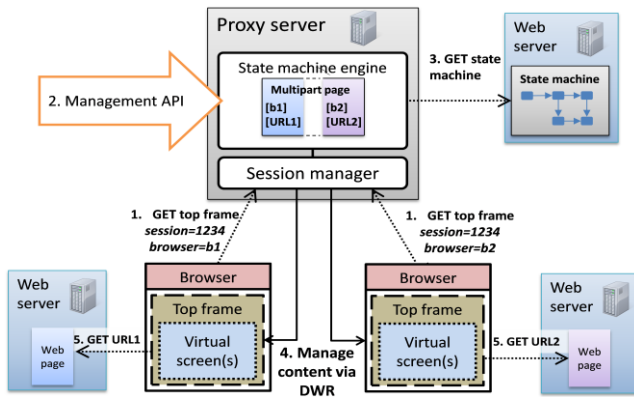 Proxy server
State machine engine
Multipart page
[b1]
[URL1]
[b2]
[URL2]
Session manager
2. Management API
3. GET state
machine
Web
server
State machine
1. GET top frame
session=1234
browser=b1
1. GET top frame
session=1234
browser=b2
Web
server
Web
page
5. GET URL1
Browser
Top frame
Virtual
screen(s)
4. Manage
content via
DWR
Browser
Top frame
Virtual
screen(s)
5. GET URL2
Web
server
Web
page